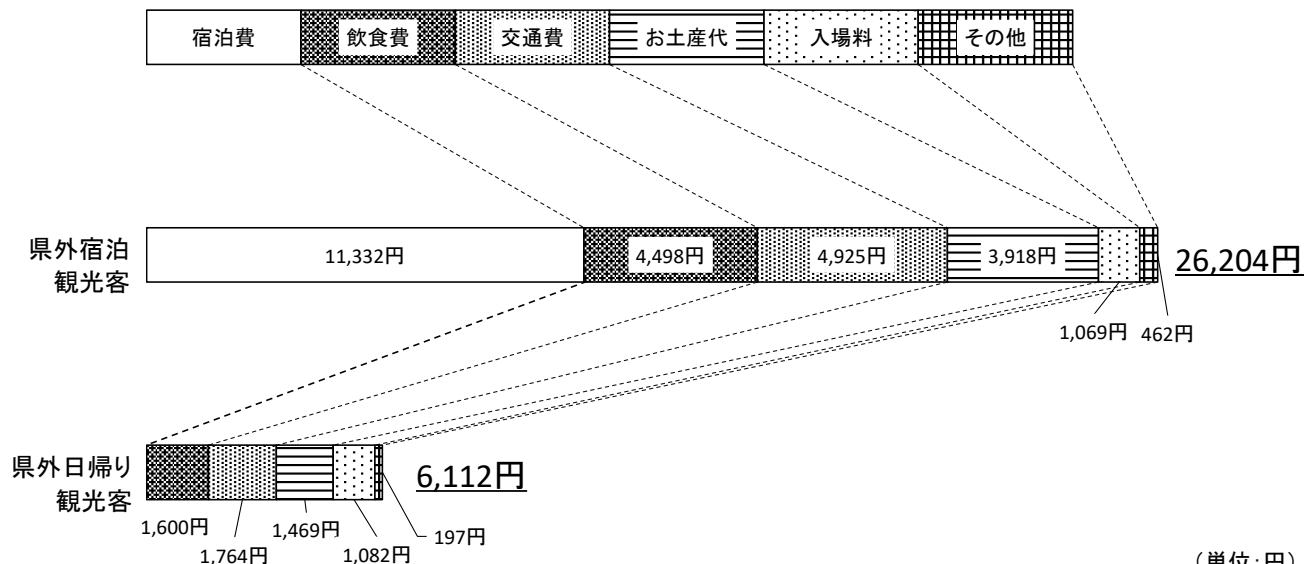 宿泊費
飲食費
交通費
お土産代
入場料
その他
県外宿泊
観光客
11,332円
4,498円
4,925円
3,918円
26,204円
1,069円
462円
県外日帰り
観光客
6,112円
1,600円
1,764円
1,469円
1,082円
197円
（単位：円）